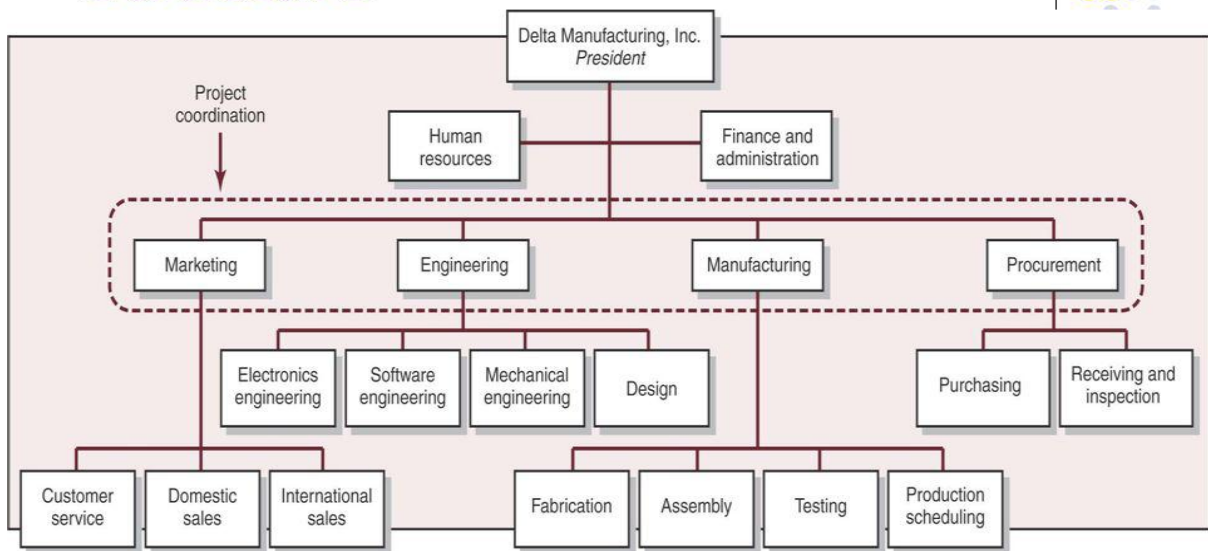 Delta Manufacturing, Inc.
President
Project
coordination
Human
resources
Finance and
administration
Marketing
Engineering
Manufacturing
Procurement
Electronics
engineering
Software
engineering
Mechanical
engineering
Design
Purchasing
Receiving and
inspection
Customer
service
Domestic
sales
International
sales
Fabrication
Assembly
Testing
Production
scheduling